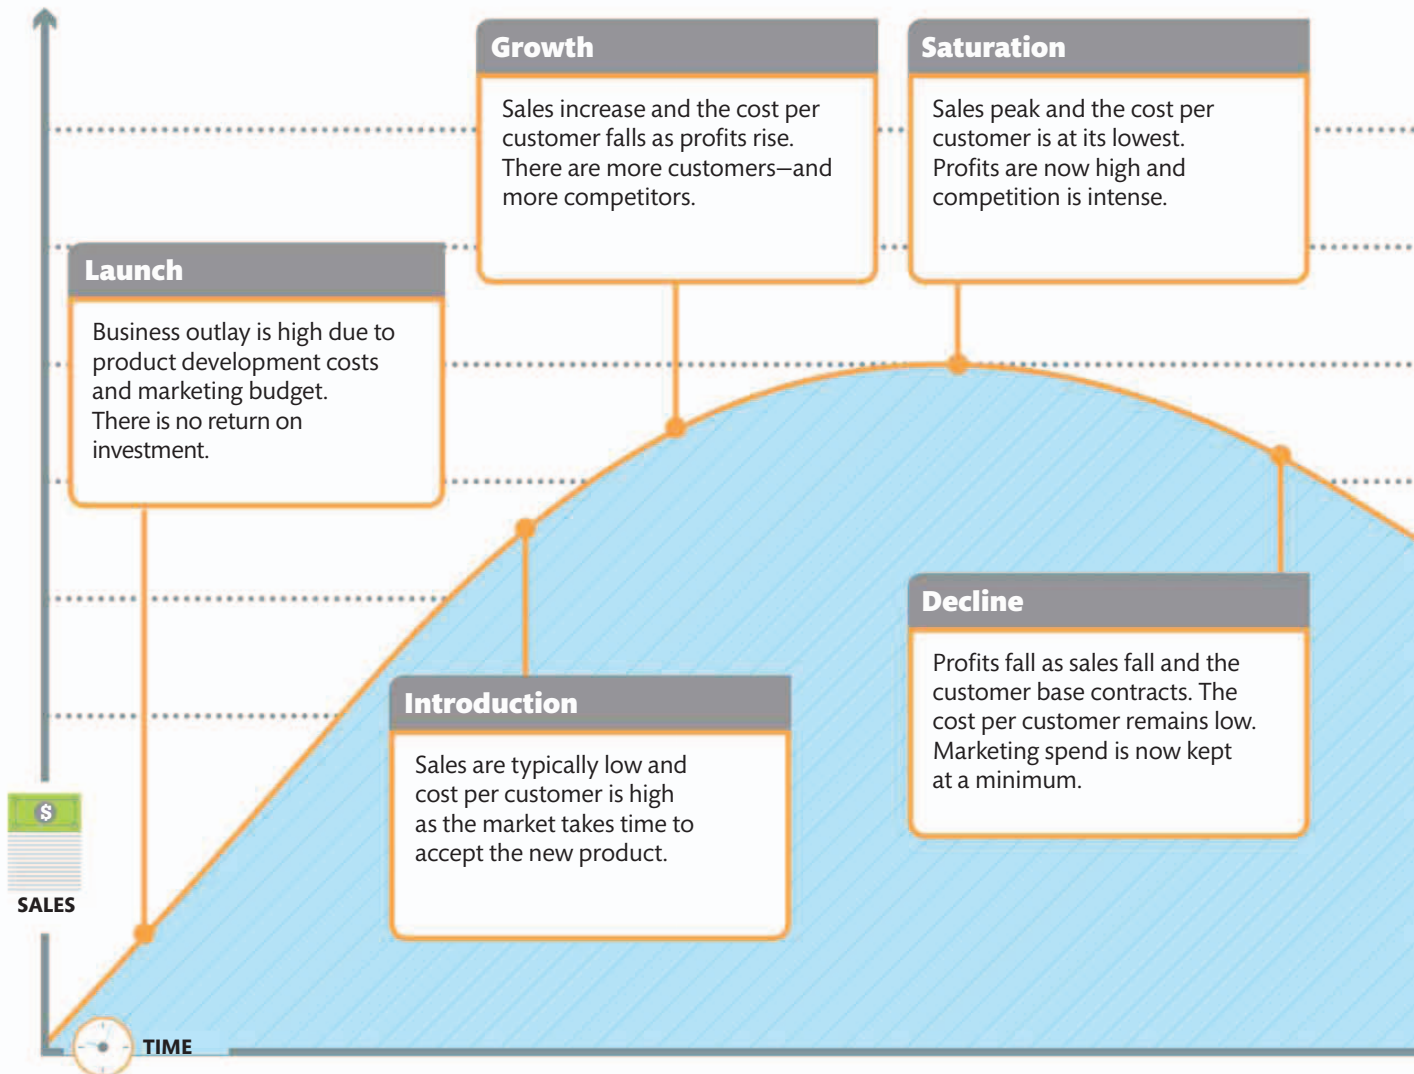 Growth
Sales increase and the cost per
customer falls as profits rise.
There are more customers—and
more competitors.
Saturation
Sales peak and the cost per
customer is at its lowest.
Profits are now high and
competition is intense.
Launch
Business outlay is high due to
product development costs
and marketing budget.
There is no return on
investment.
Introduction
Sales are typically low and
cost per customer is high
as the market takes time to
accept the new product.
Decline
Profits fall as sales fall and the
customer base contracts. The
cost per customer remains low.
Marketing spend is now kept
at a minimum.
$
SALES
TIME